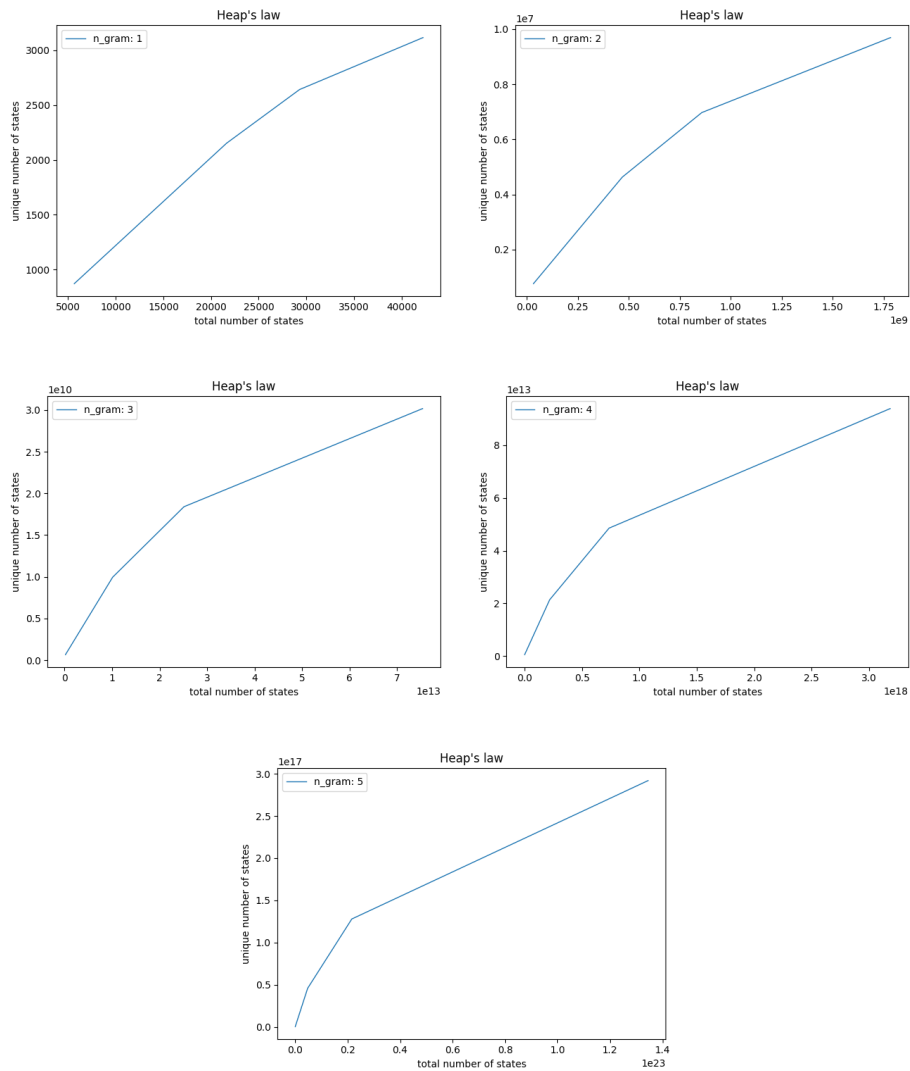 Heap's law
n_gram: 1
3000
2500
2000
1500
1000
unique number of states
5000 10000 15000 20000 25000 30000 35000 40000
total number of states
Heap's law
1e7
n_gram: 2
1.0
0.8
0.6
0.4
0.2
unique number of states
0.00 0.25 0.50 0.75 1.00 1.25 1.50 1.75
1e9
total number of states
Heap's law
1e10
n_gram: 3
3.0
2.5
2.0
1.5
1.0
0.5
0.0
unique number of states
0 1 2 3 4 5 6 7
1e13
total number of states
Heap's law
1e13
n_gram: 4
8
6
4
2
0
unique number of states
0.0 0.5 1.0 1.5 2.0 2.5 3.0
1e18
total number of states
Heap's law
1e17
n_gram: 5
3.0
2.5
2.0
1.5
1.0
0.5
0.0
unique number of states
0.0 0.2 0.4 0.6 0.8 1.0 1.2 1.4
1e23
total number of states